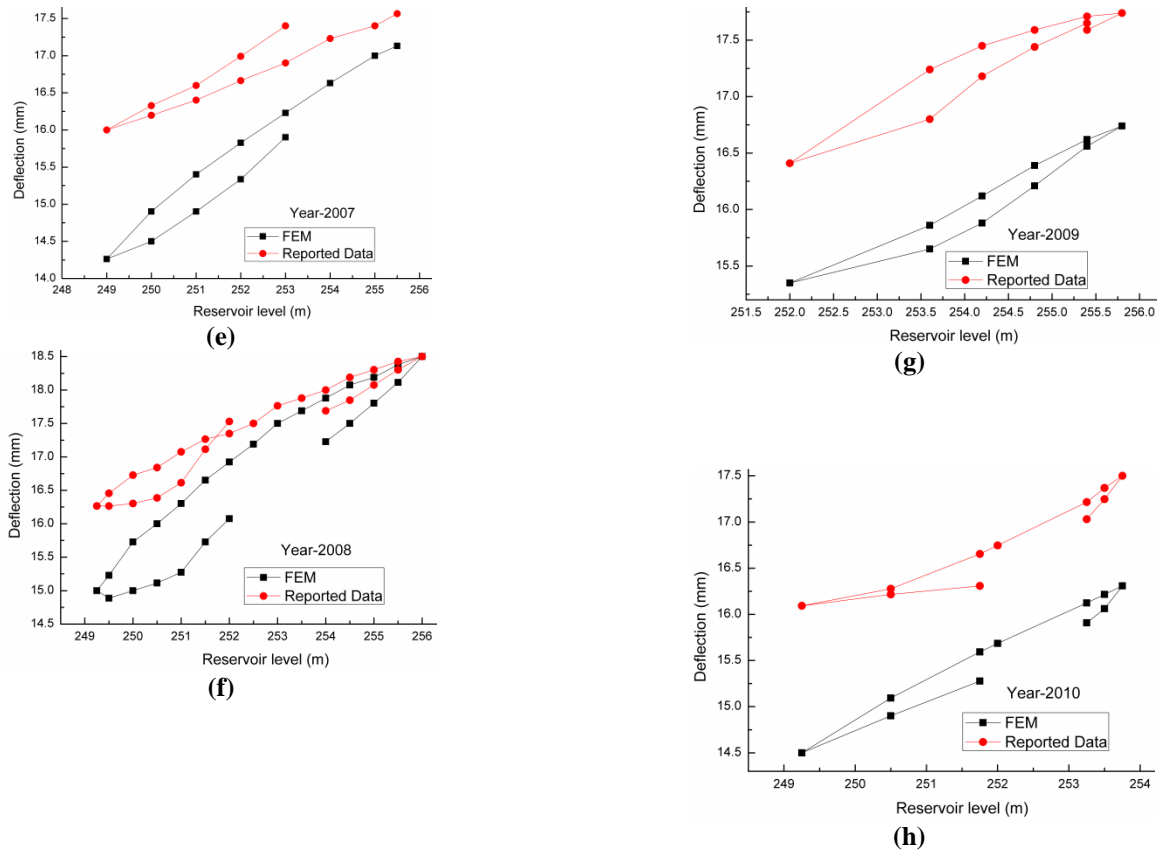 17.5
17.0
16.5
16.0
15.5
15.0
14.5
14.0
Deflection (mm)
Year-2007
FEM
Reported Data
248 249 250 251 252 253 254 255 256
Reservoir level (m)
(e)
18.5
18.0
17.5
17.0
16.5
16.0
15.5
15.0
14.5
Deflection (mm)
Year-2008
FEM
Reported Data
249 250 251 252 253 254 255 256
Reservoir level (m)
(f)
17.5
16.5
15.5
Deflection (mm)
Year-2009
FEM
Reported Data
251.5 252.0 252.5 253.0 253.5 254.0 254.5 255.0 255.5 256.0
Reservoir level (m)
(g)
17.5
17.0
16.5
16.0
15.5
15.0
14.5
Deflection (mm)
Year-2010
FEM
Reported Data
249 250 251 252 253 254
Reservoir level (m)
(h)